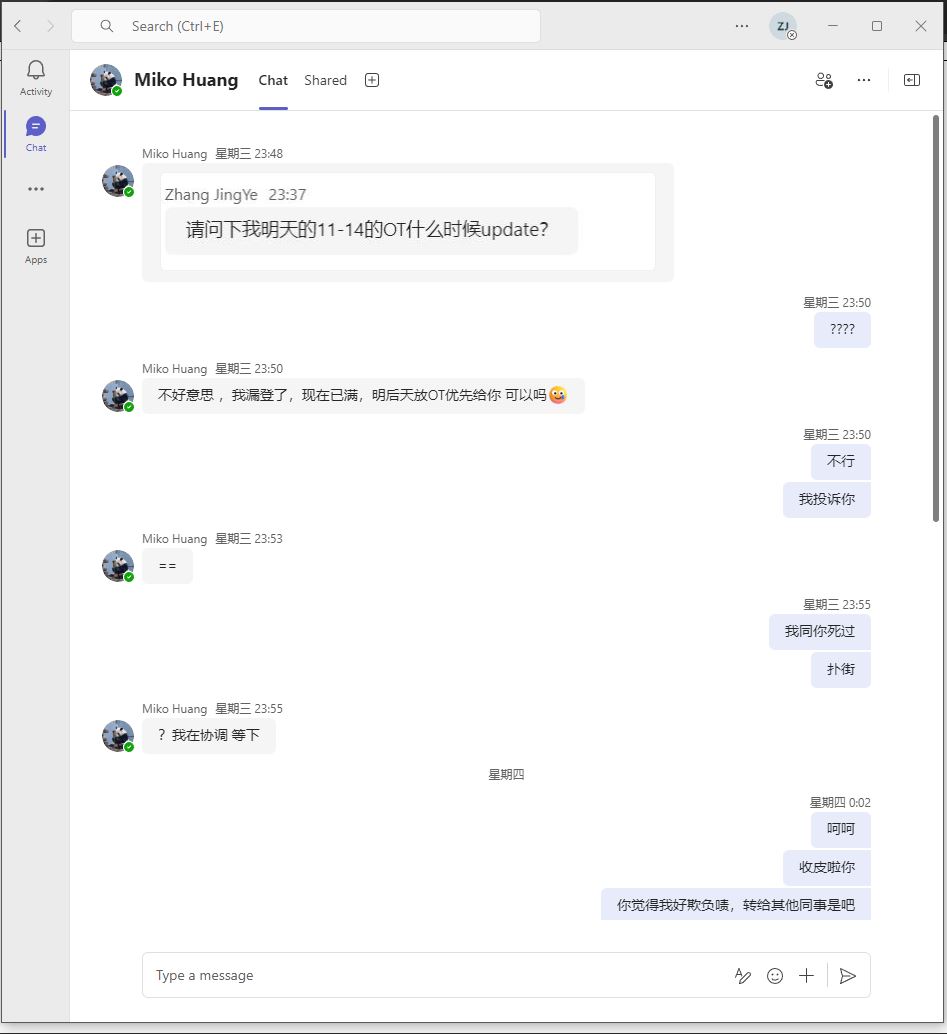 Search (Ctrl+E)
ZJ
Activity
Chat
Apps
Miko Huang
Chat
Shared
Miko Huang 星期三 23:48
Zhang JingYe 23:37
请问下我明天的11-14的OT什么时候update？
星期三 23:50
????
Miko Huang 星期三 23:50
不好意思 ，我漏登了，现在已满，明后天放OT优先给你 可以吗
星期三 23:50
不行
我投诉你
Miko Huang 星期三 23:53
==
星期三 23:55
我同你死过
扑街
Miko Huang 星期三 23:55
？我在协调 等下
星期四
星期四 0:02
呵呵
收皮啦你
你觉得我好欺负啧，转给其他同事是吧
Type a message